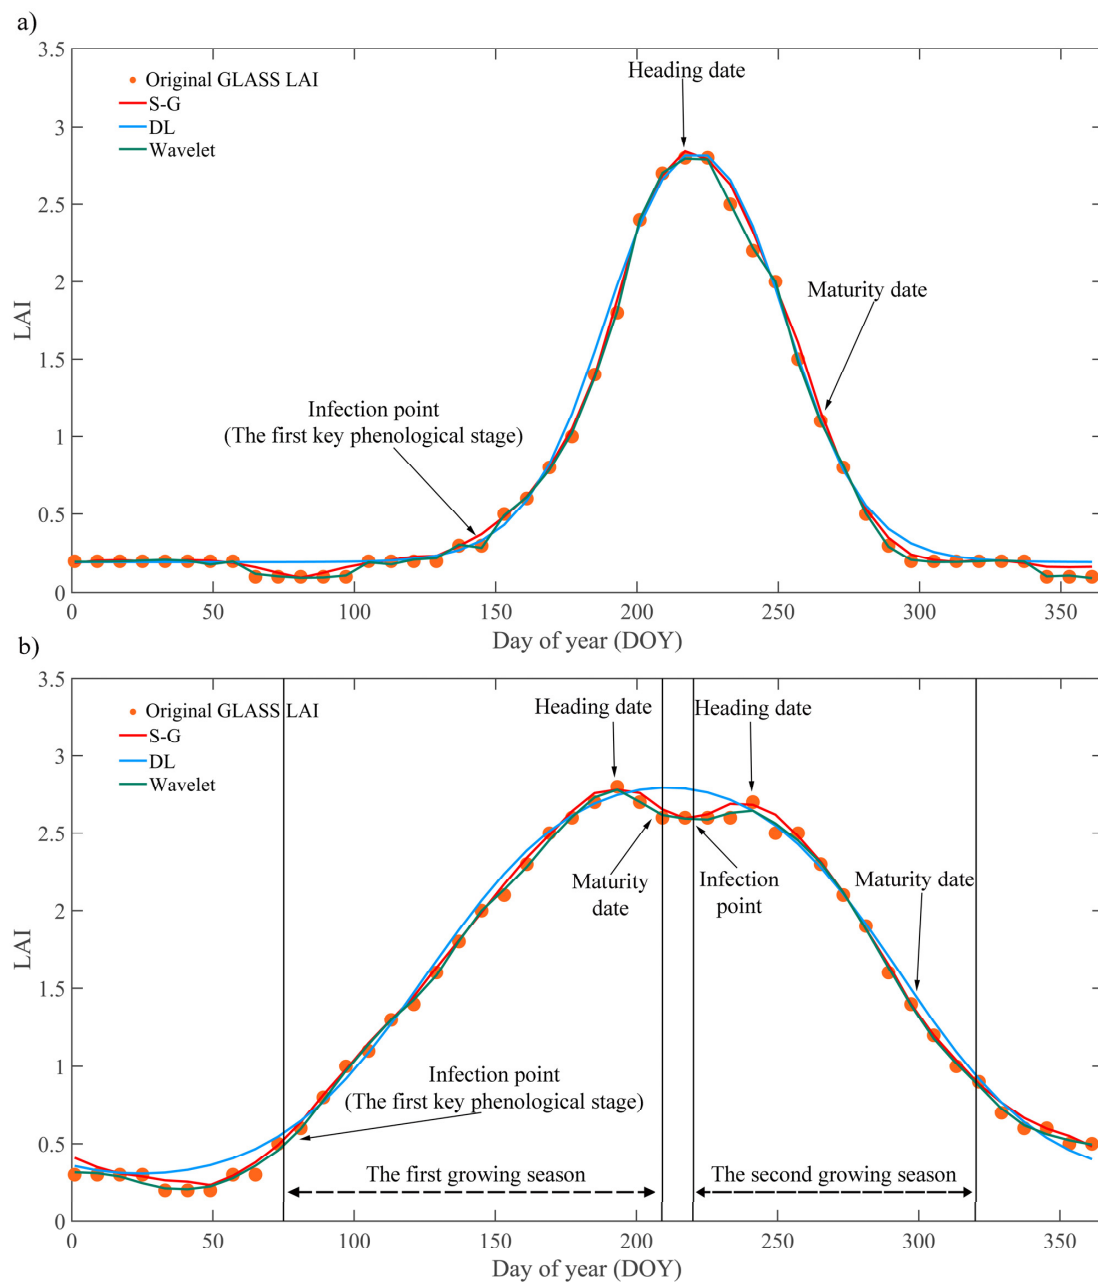 a)
3.5
Heading date
Original GLASS LAI
S-G
3
DL
Wavelet
2.5
2
Maturity date
LAI
1.5
Infection point
(The first key phenological stage)
1
0.5
0
0 50 100 150 200 250 300 350
Day of year (DOY)
b)
3.5
Original GLASS LAI
Heading date
Heading date
S-G
3
DL
Wavelet
2.5
Maturity
date
Infection
point
Maturity date
2
LAI
1.5
Infection point
(The first key phenological stage)
1
0.5
The first growing season
The second growing season
0
0 50 100 150 200 250 300 350
Day of year (DOY)